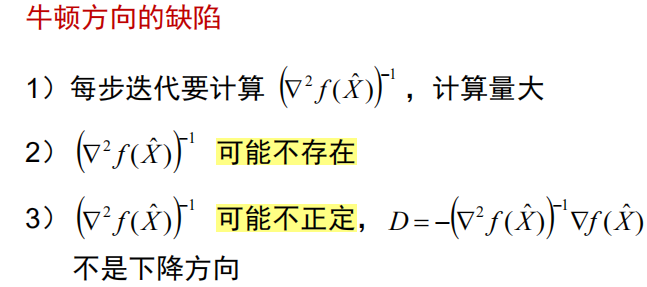 牛顿方向的缺陷
1）每步迭代要计算 (∇²f(X̂))⁻¹ ，计算量大
2）(∇²f(X̂))⁻¹ 可能不存在
3）(∇²f(X̂))⁻¹ 可能不正定，D=−(∇²f(X̂))⁻¹∇f(X̂)
不是下降方向